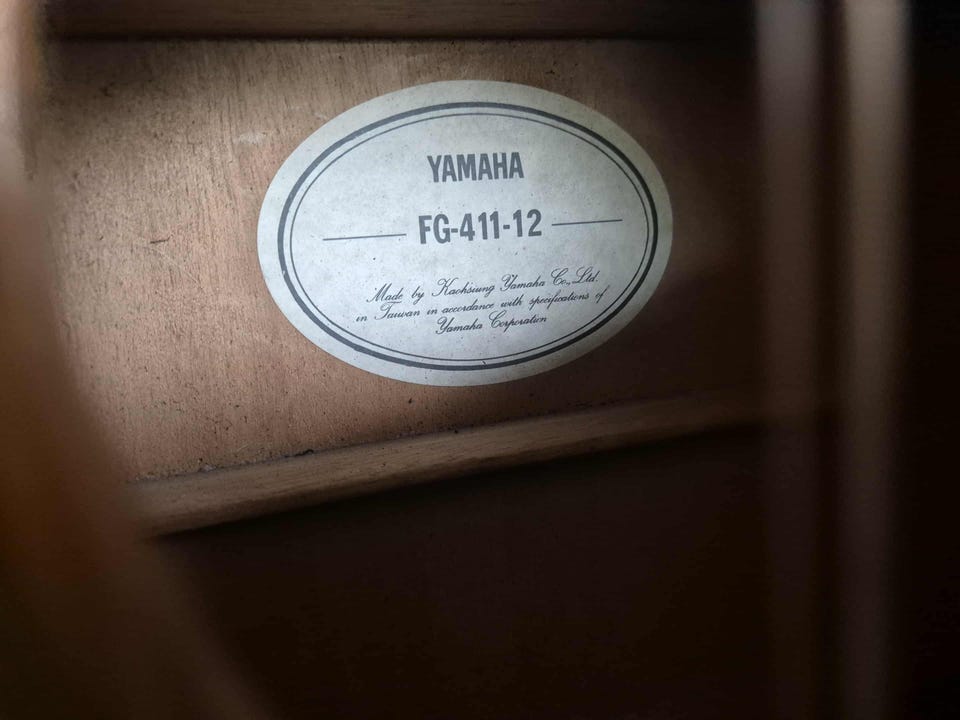 YAMAHA
FG-411-12
Made by Kaohsiung Yamaha Co., Ltd.
in Taiwan in accordance with specifications of
Yamaha Corporation